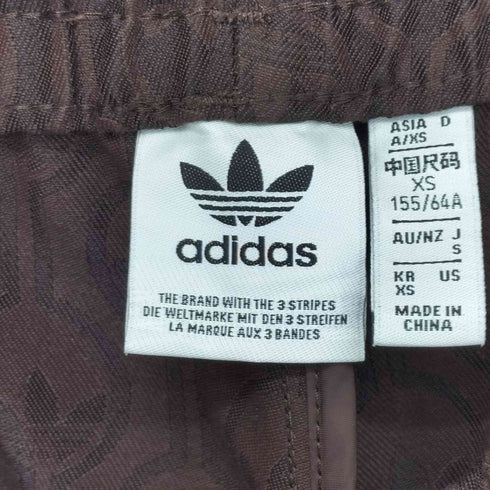 adidas
THE BRAND WITH THE 3 STRIPES
DIE WELTMARKE MIT DEN 3 STREIFEN
LA MARQUE AUX 3 BANDES
ASIA D
A/XS
中国尺码
XS
155/64A
AU/NZ J
S
KR US
XS
MADE IN
CHINA